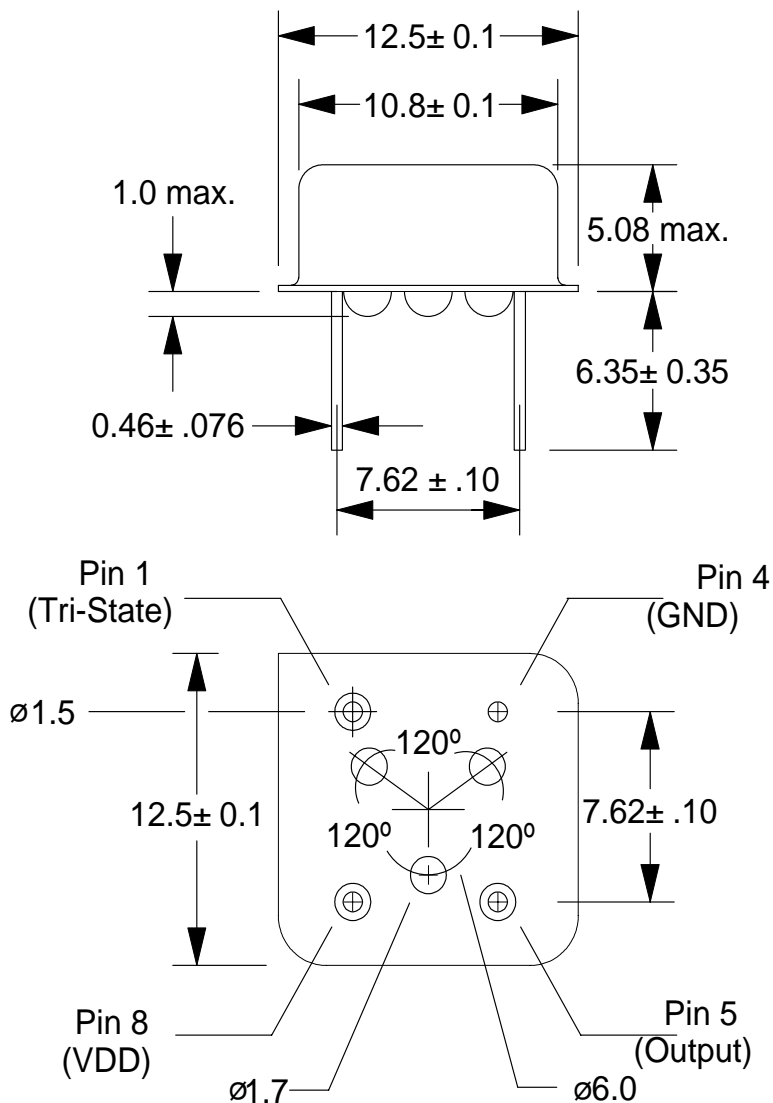 12.5± 0.1
10.8± 0.1
1.0 max.
5.08 max.
6.35± 0.35
0.46± .076
7.62 ± .10
Pin 1
(Tri-State)
Pin 4
(GND)
ø1.5
120º
12.5± 0.1
120º
120º
7.62± .10
Pin 8
(VDD)
Pin 5
(Output)
ø1.7
ø6.0